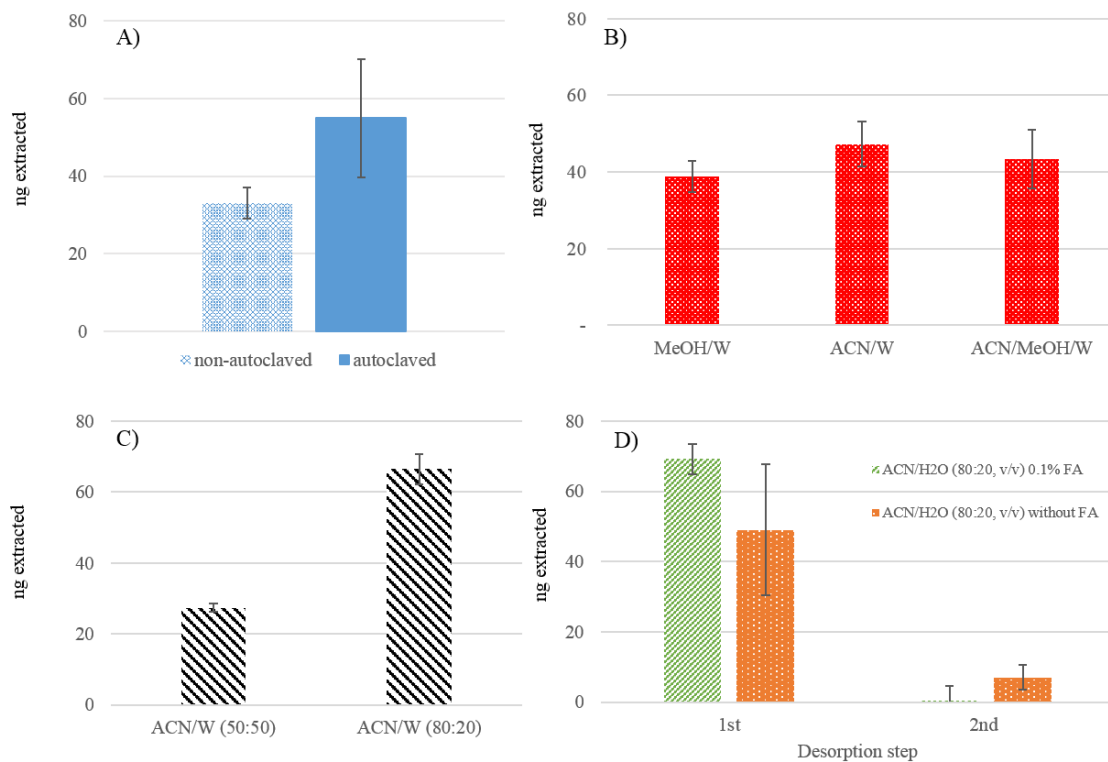 A)
80
60
40
20
0
ng extracted
non-autoclaved autoclaved
B)
80
60
40
20
-
ng extracted
MeOH/W ACN/W ACN/MeOH/W
C)
80
60
40
20
0
ng extracted
ACN/W (50:50) ACN/W (80:20)
D)
80
60
40
20
0
ng extracted
ACN/H2O (80:20, v/v) 0.1% FA
ACN/H2O (80:20, v/v) without FA
1st 2nd
Desorption step